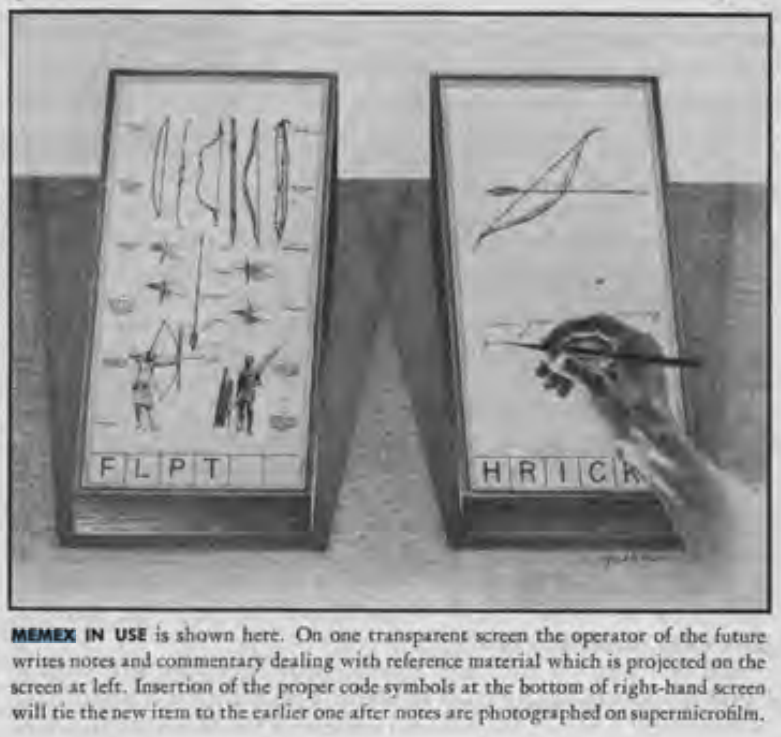 F L P T
H R I C K
MEMEX IN USE is shown here. On one transparent screen the operator of the future
writes notes and commentary dealing with reference material which is projected on the
screen at left. Insertion of the proper code symbols at the bottom of right-hand screen
will tie the new item to the earlier one after notes are photographed on supermicrofilm.